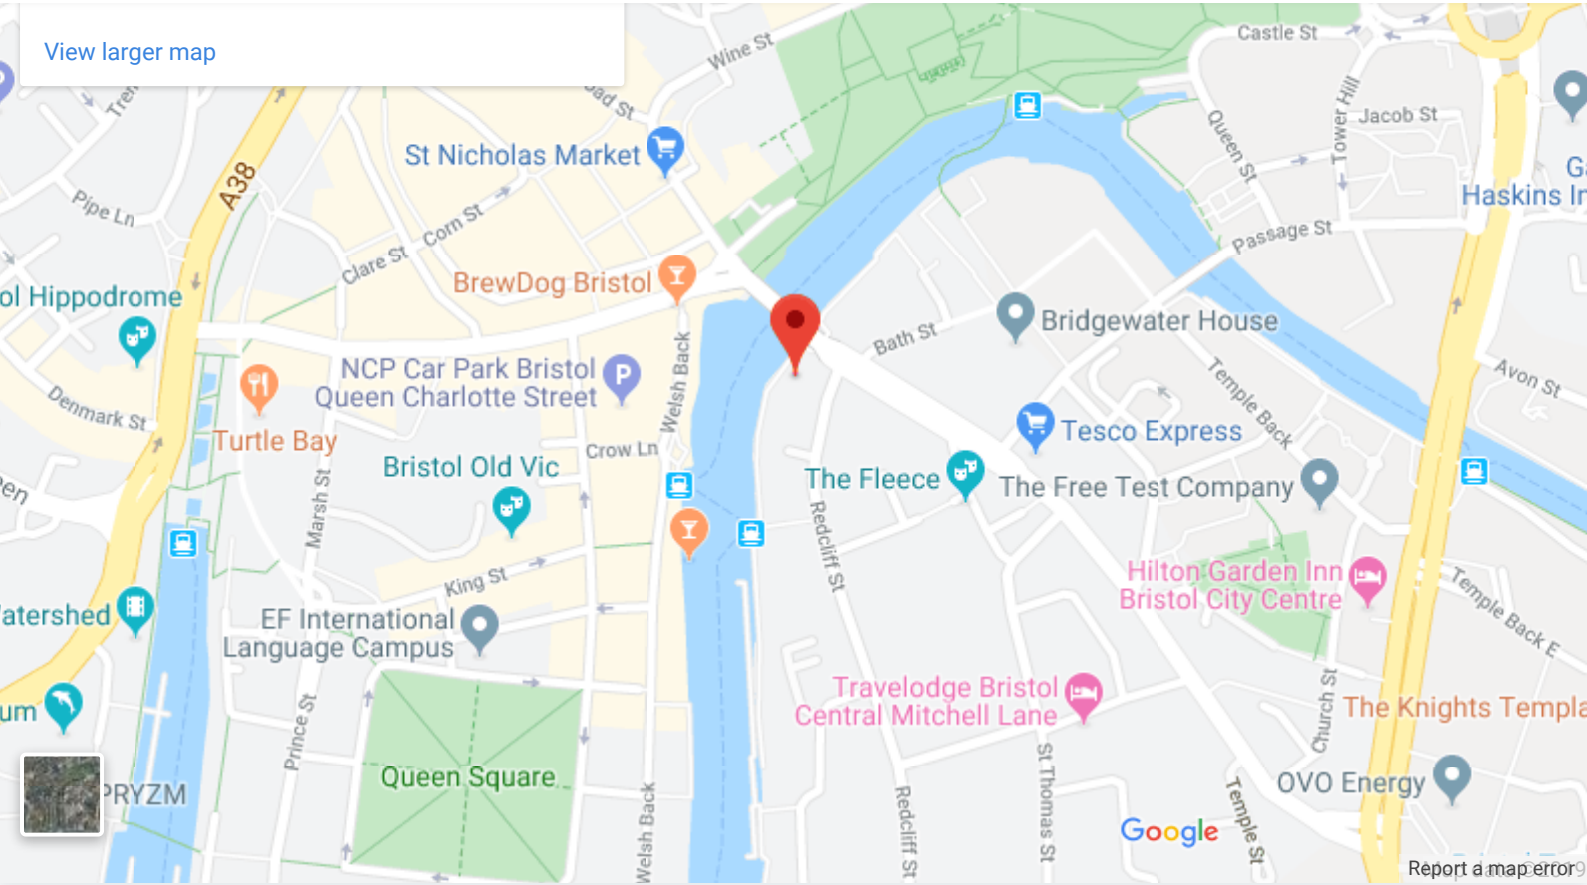 View larger map
Wine St
Castle St
Tower Hill
Jacob St
Queen St
St Nicholas Market
A38
Pipe Ln
Corn St
Clare St
Haskins
Passage St
BrewDog Bristol
Hippodrome
Bath St
Bridgewater House
NCP Car Park Bristol
Queen Charlotte Street
P
Welsh Back
Avon St
Temple Back
Denmark St
Turtle Bay
Crow Ln
Tesco Express
Bristol Old Vic
The Fleece
The Free Test Company
Marsh St
Redcliff St
King St
Hilton Garden Inn
Bristol City Centre
Temple Back E
EF International
Language Campus
Travelodge Bristol
Central Mitchell Lane
Church St
The Knights
Prince St
Queen Square
St Thomas St
OVO Energy
PRYZM
Welsh Back
Redcliff St
Google
Temple St
Report a map error